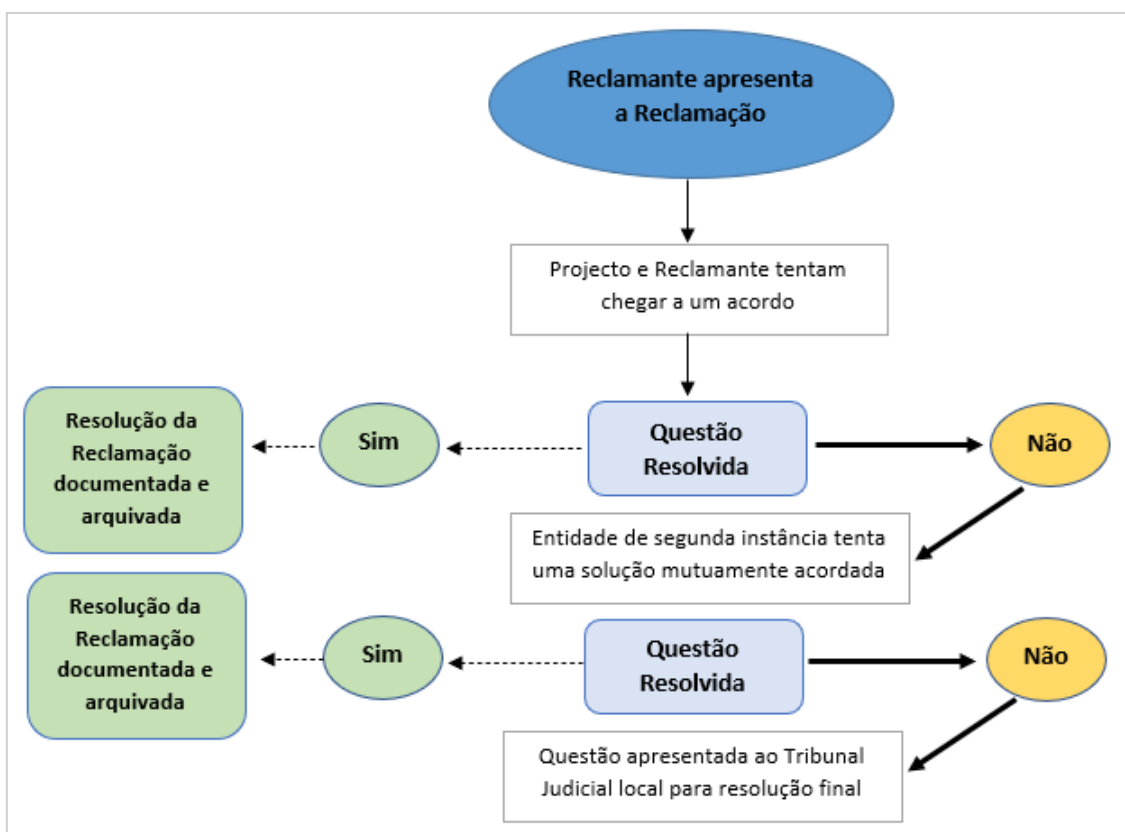 Reclamante apresenta
a Reclamação
Projecto e Reclamante tentam
chegar a um acordo
Resolução da
Reclamação
documentada e
arquivada
Sim
Questão
Resolvida
Não
Entidade de segunda instância tenta
uma solução mutuamente acordada
Resolução da
Reclamação
documentada e
arquivada
Sim
Questão
Resolvida
Não
Questão apresentada ao Tribunal
Judicial local para resolução final